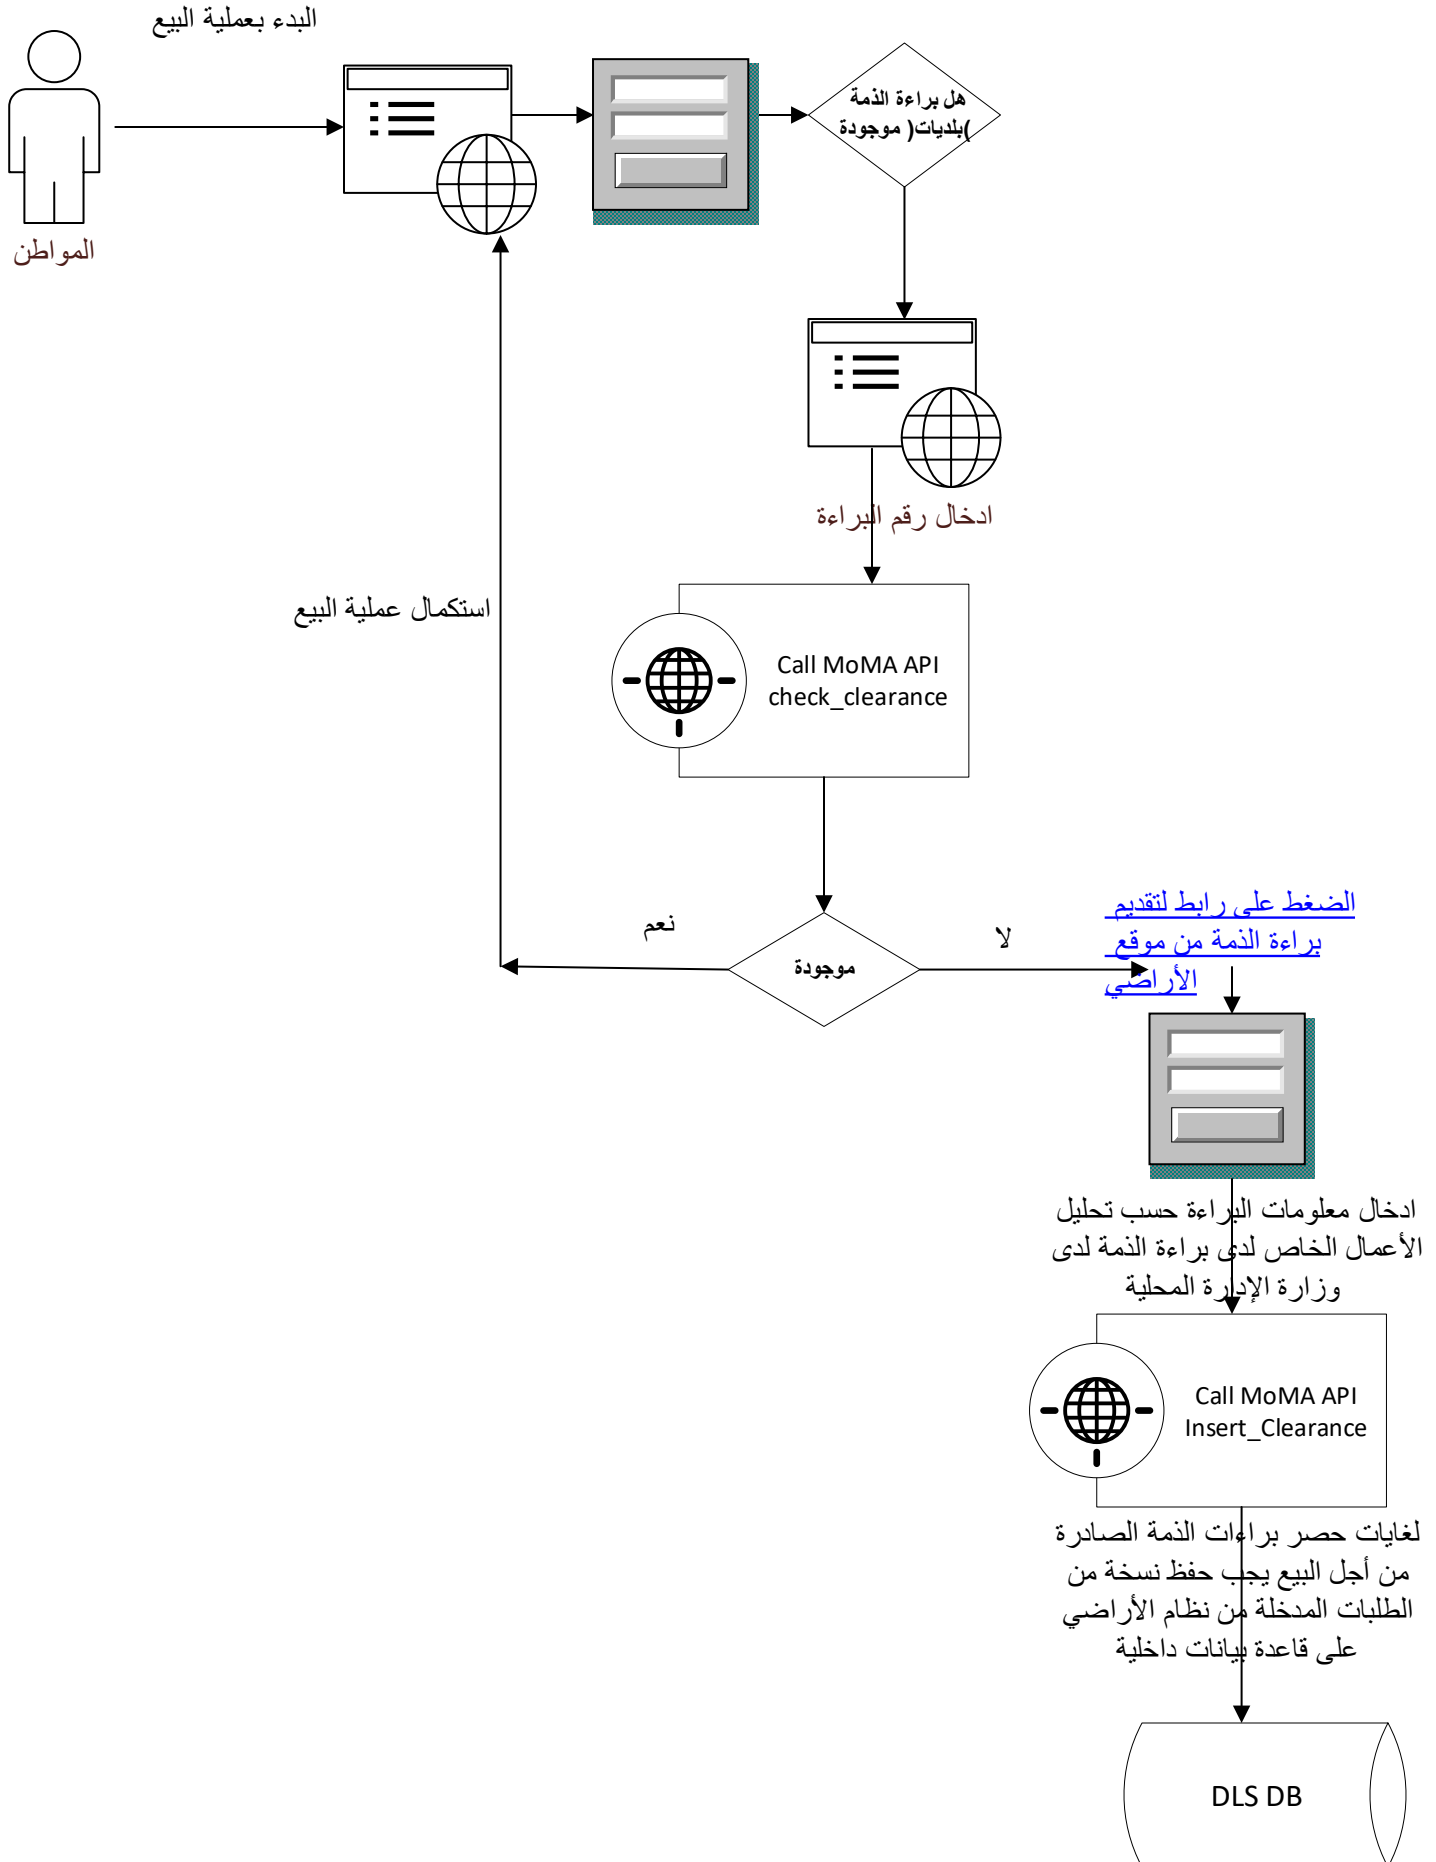 البدء بعملية البيع
هل براءة الذمة
)بلديات( موجودة
المواطن
ادخال رقم البراءة
استكمال عملية البيع
Call MoMA API
check_clearance
نعم
لا
موجودة
الضغط على رابط لتقديم
براءة الذمة من موقع
الأراضي
ادخال معلومات البراءة حسب تحليل
الأعمال الخاص لدى براءة الذمة لدى
وزارة الإدارة المحلية
Call MoMA API
Insert_Clearance
لغايات حصر براءات الذمة الصادرة
من أجل البيع يجب حفظ نسخة من
الطلبات المدخلة من نظام الأراضي
على قاعدة بيانات داخلية
DLS DB